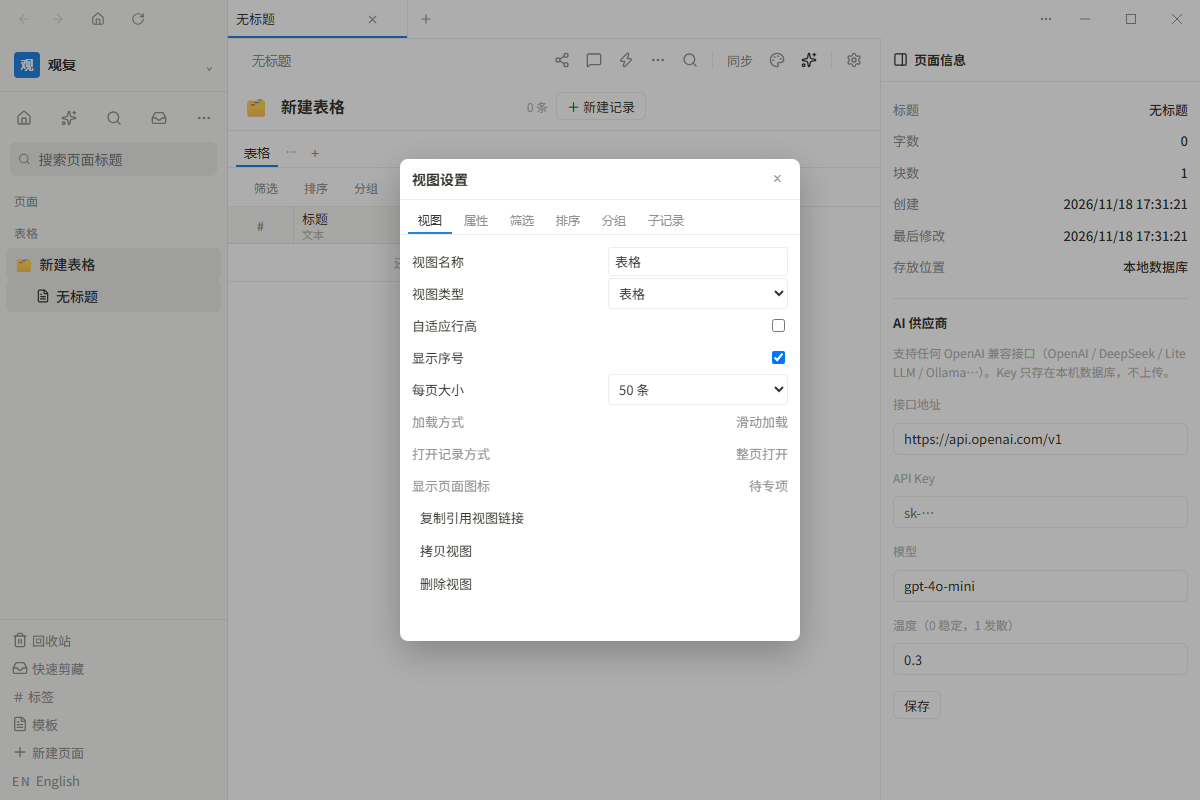 无标题
观 观复
搜索页面标题
页面
表格
新建表格
无标题
回收站
快速剪藏
# 标签
模板
新建页面
EN English
无标题
同步
新建表格
0 条
新建记录
表格
筛选
排序
分组
#
标题
文本
视图设置
视图 属性 筛选 排序 分组 子记录
视图名称 表格
视图类型 表格
自适应行高
显示序号
每页大小 50 条
加载方式 滑动加载
打开记录方式 整页打开
显示页面图标 待专项
复制引用视图链接
拷贝视图
删除视图
页面信息
标题 无标题
字数 0
块数 1
创建 2026/11/18 17:31:21
最后修改 2026/11/18 17:31:21
存放位置 本地数据库
AI 供应商
支持任何 OpenAI 兼容接口（OpenAI / DeepSeek / Lite
LLM / Ollama…）。Key 只存在本机数据库，不上传。
接口地址
https://api.openai.com/v1
API Key
sk-…
模型
gpt-4o-mini
温度（0 稳定，1 发散）
0.3
保存